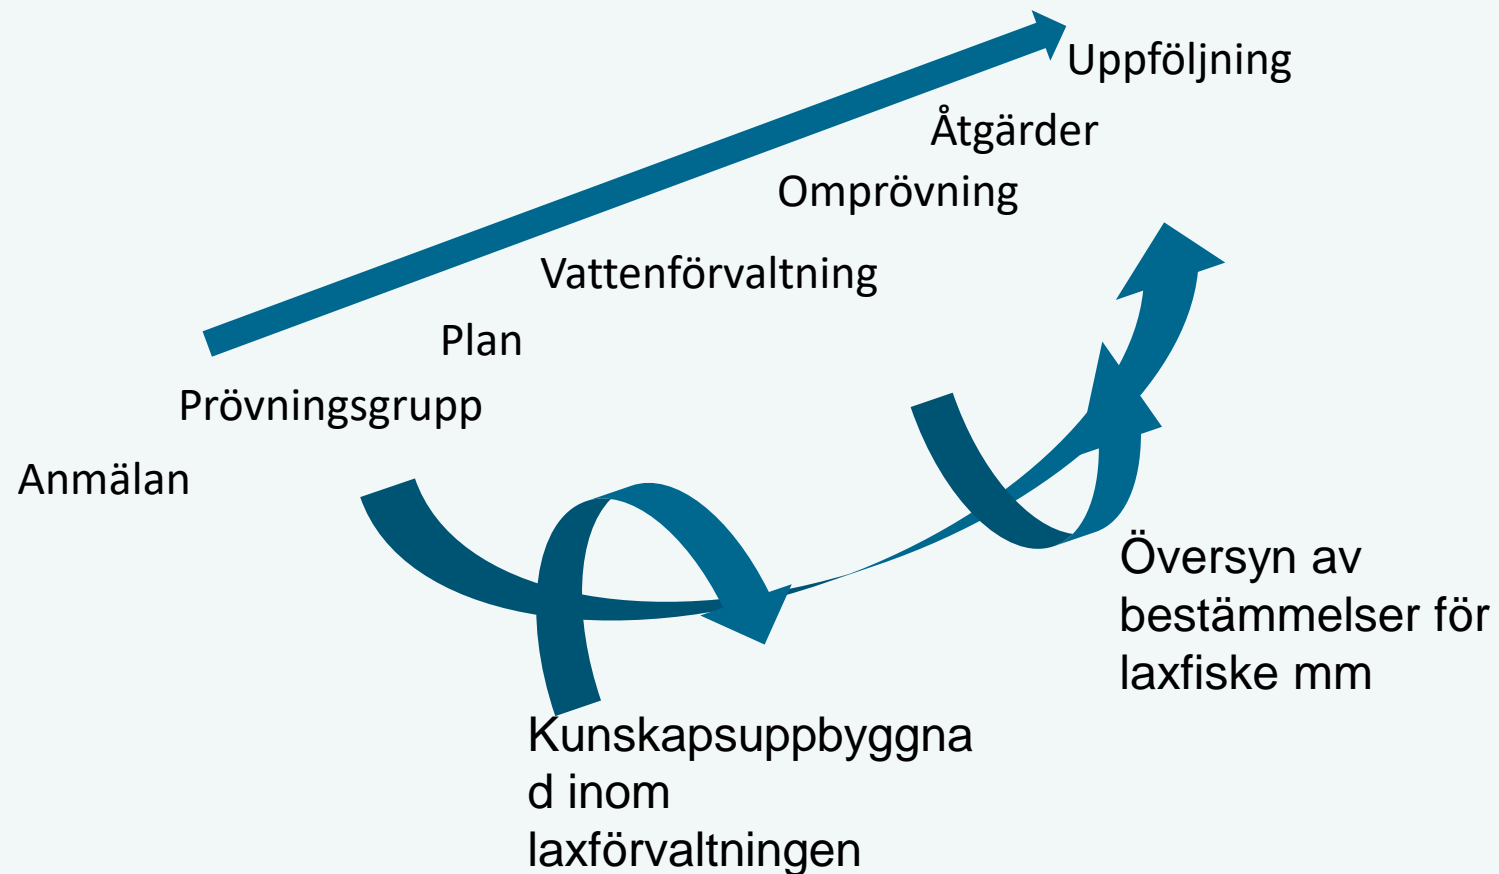 Uppföljning
Åtgärder
Omprövning
Vattenförvaltning
Plan
Prövningsgrupp
Anmälan
Översyn av
bestämmelser för
laxfiske mm
Kunskapsuppbyggna
d inom
laxförvaltningen